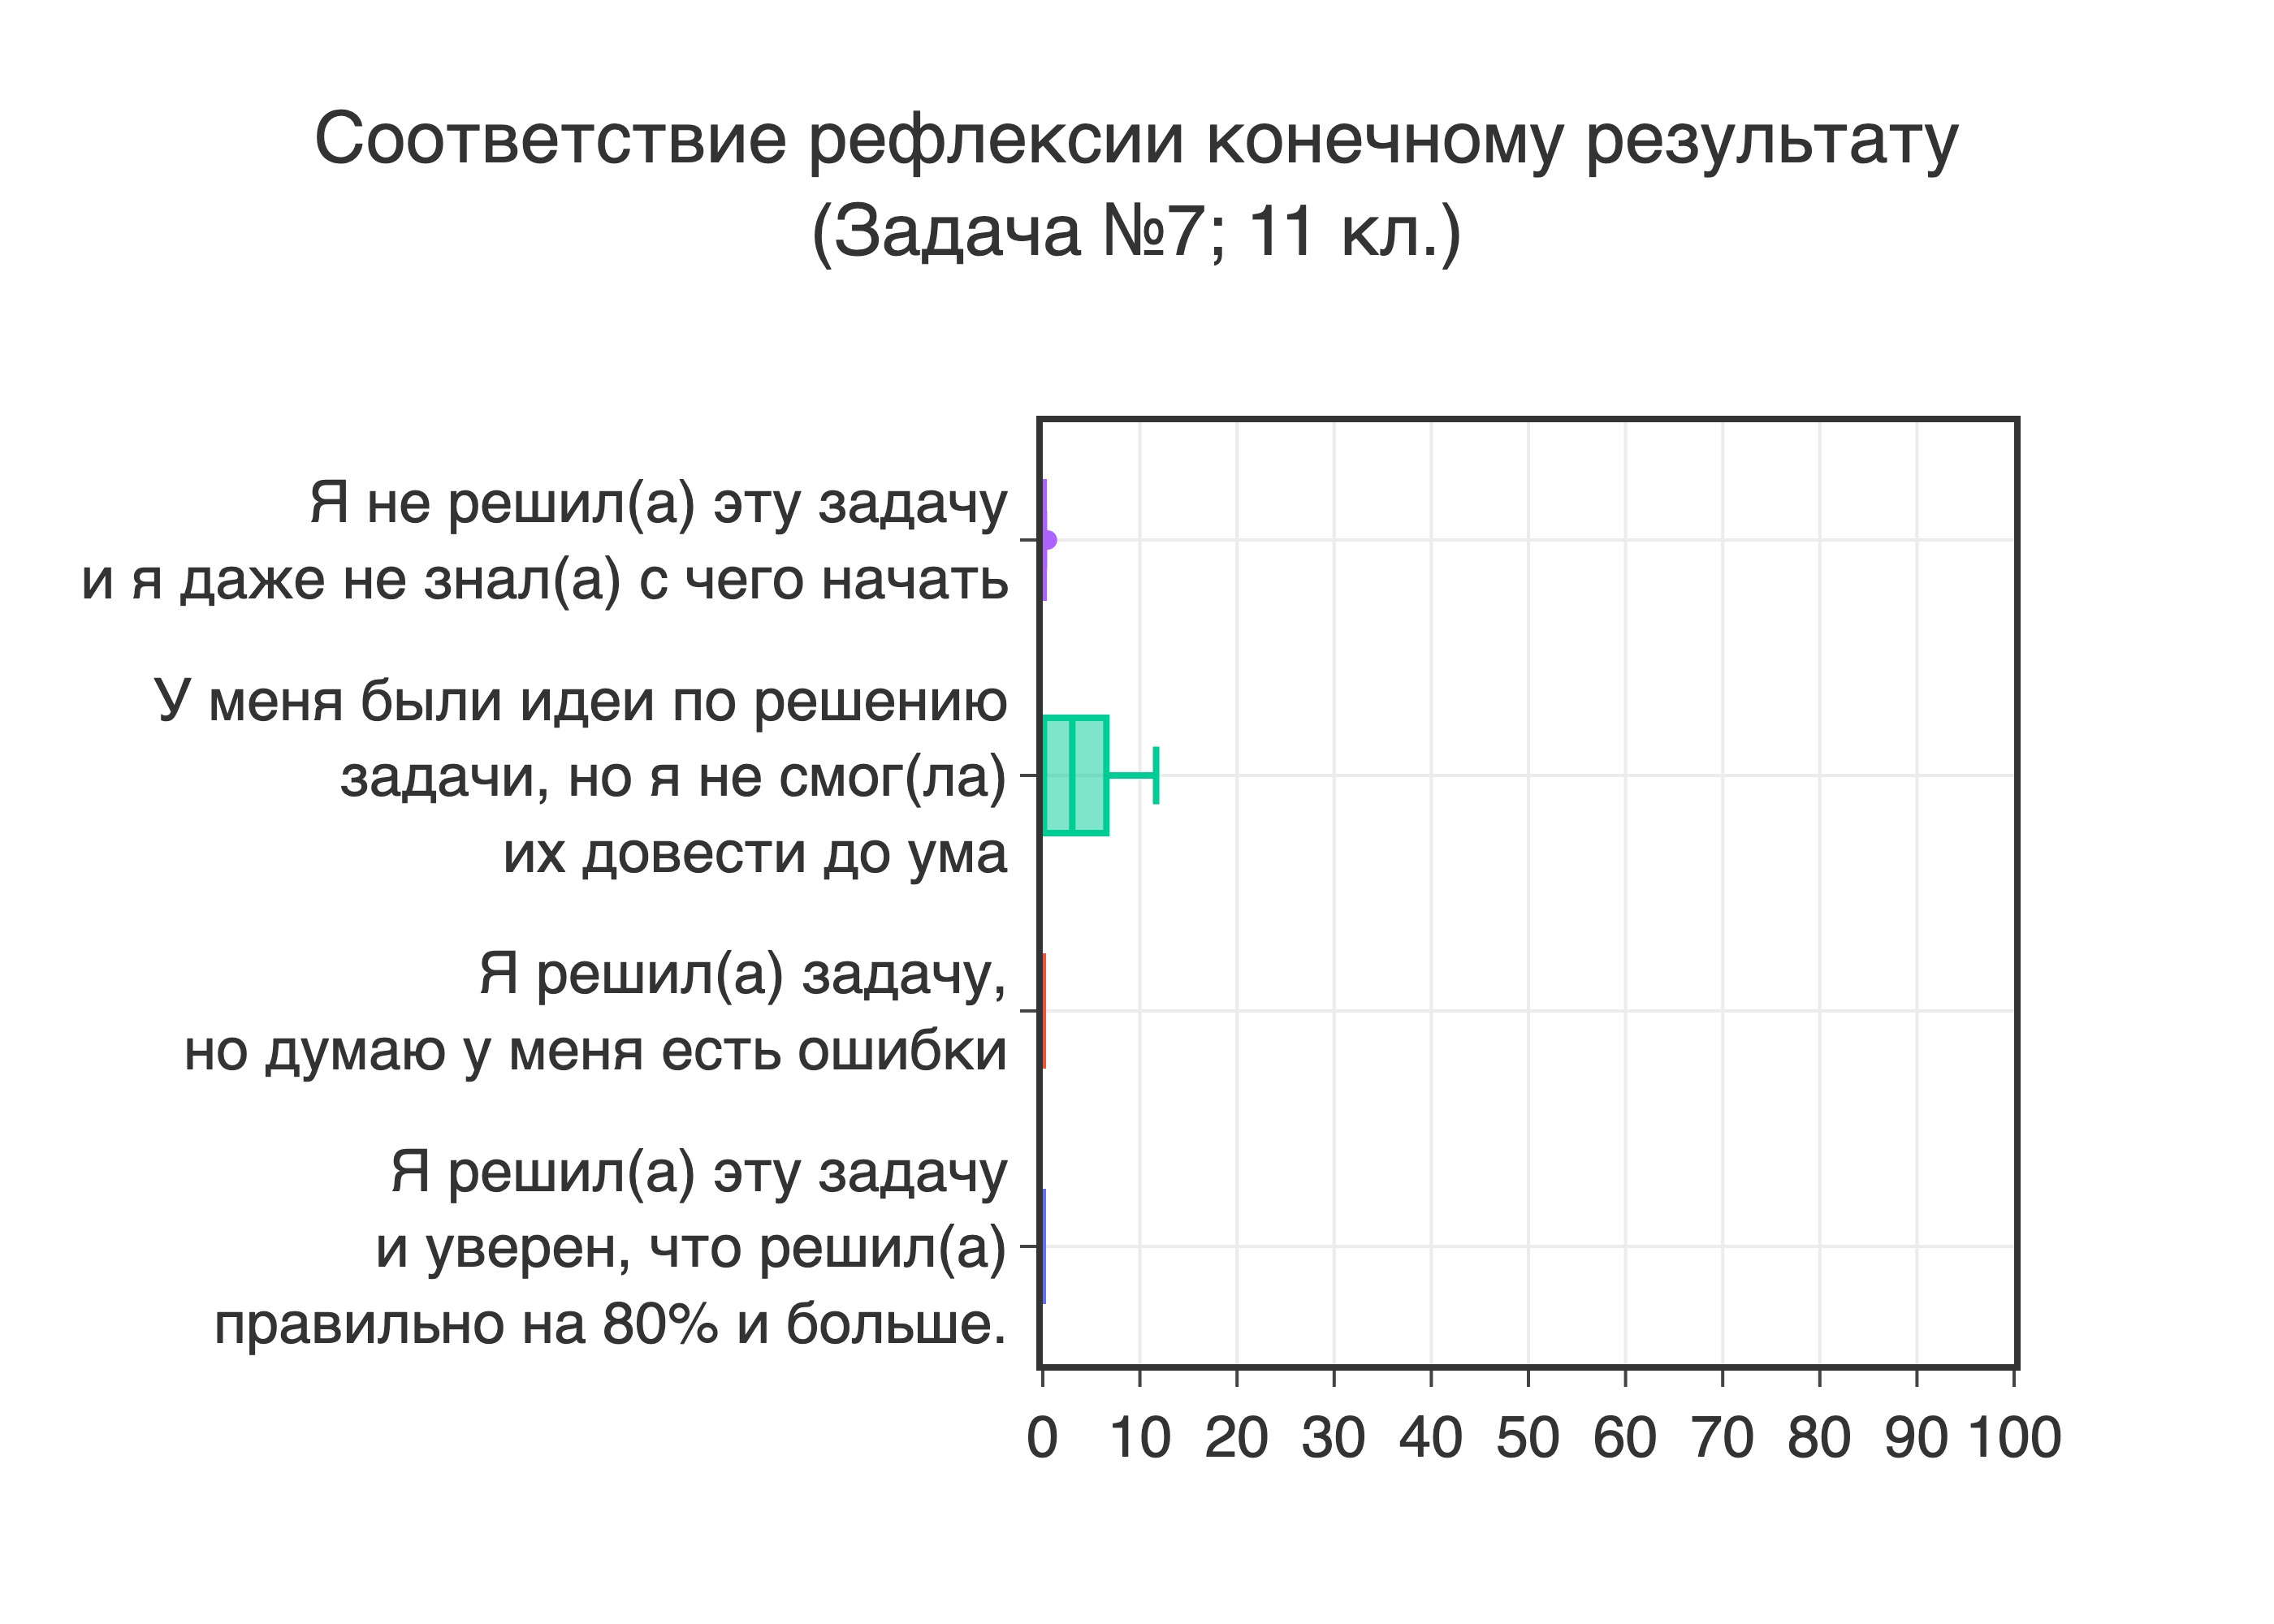 Соответствие рефлексии конечному результату
(Задача №7; 11 кл.)
Я не решил(а) эту задачу
и я даже не знал(а) с чего начать
У меня были идеи по решению
задачи, но я не смог(ла)
их довести до ума
Я решил(а) задачу,
но думаю у меня есть ошибки
Я решил(а) эту задачу
и уверен, что решил(а)
правильно на 80% и больше.
0 10 20 30 40 50 60 70 80 90 100